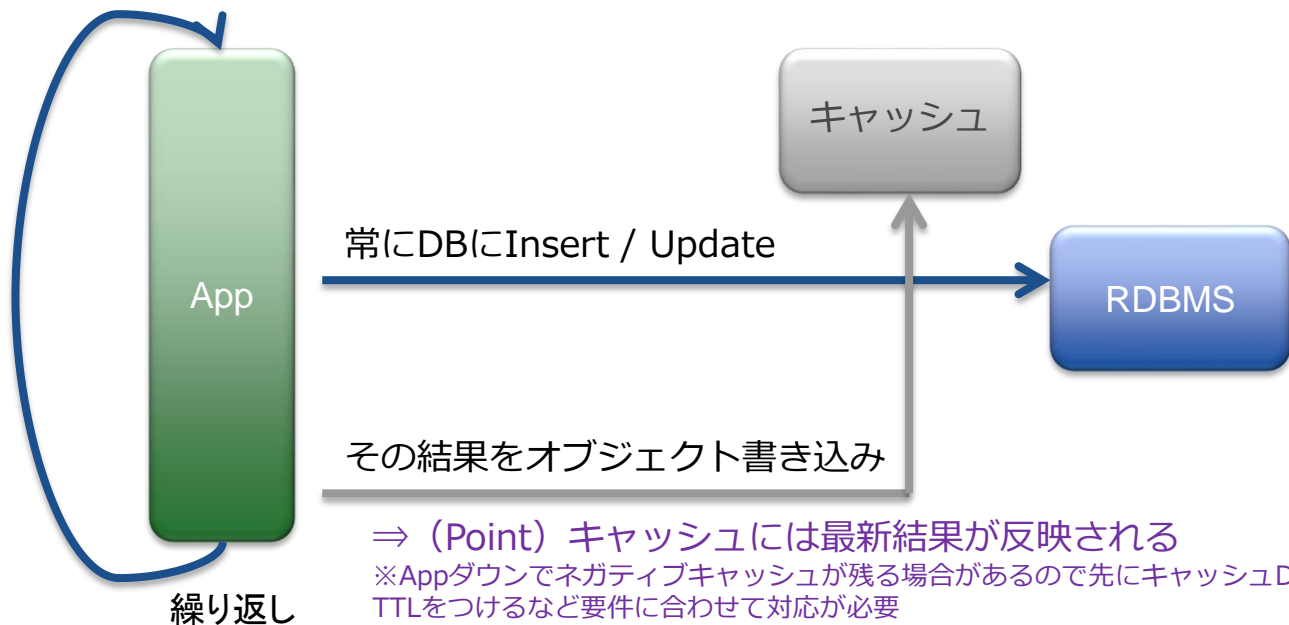 キャッシュ
常にDBにInsert / Update
App
RDBMS
その結果をオブジェクト書き込み
⇒（Point）キャッシュには最新結果が反映される
※Appダウンでネガティブキャッシュが残る場合があるので先にキャッシュD
TTLをつけるなど要件に合わせて対応が必要
繰り返し